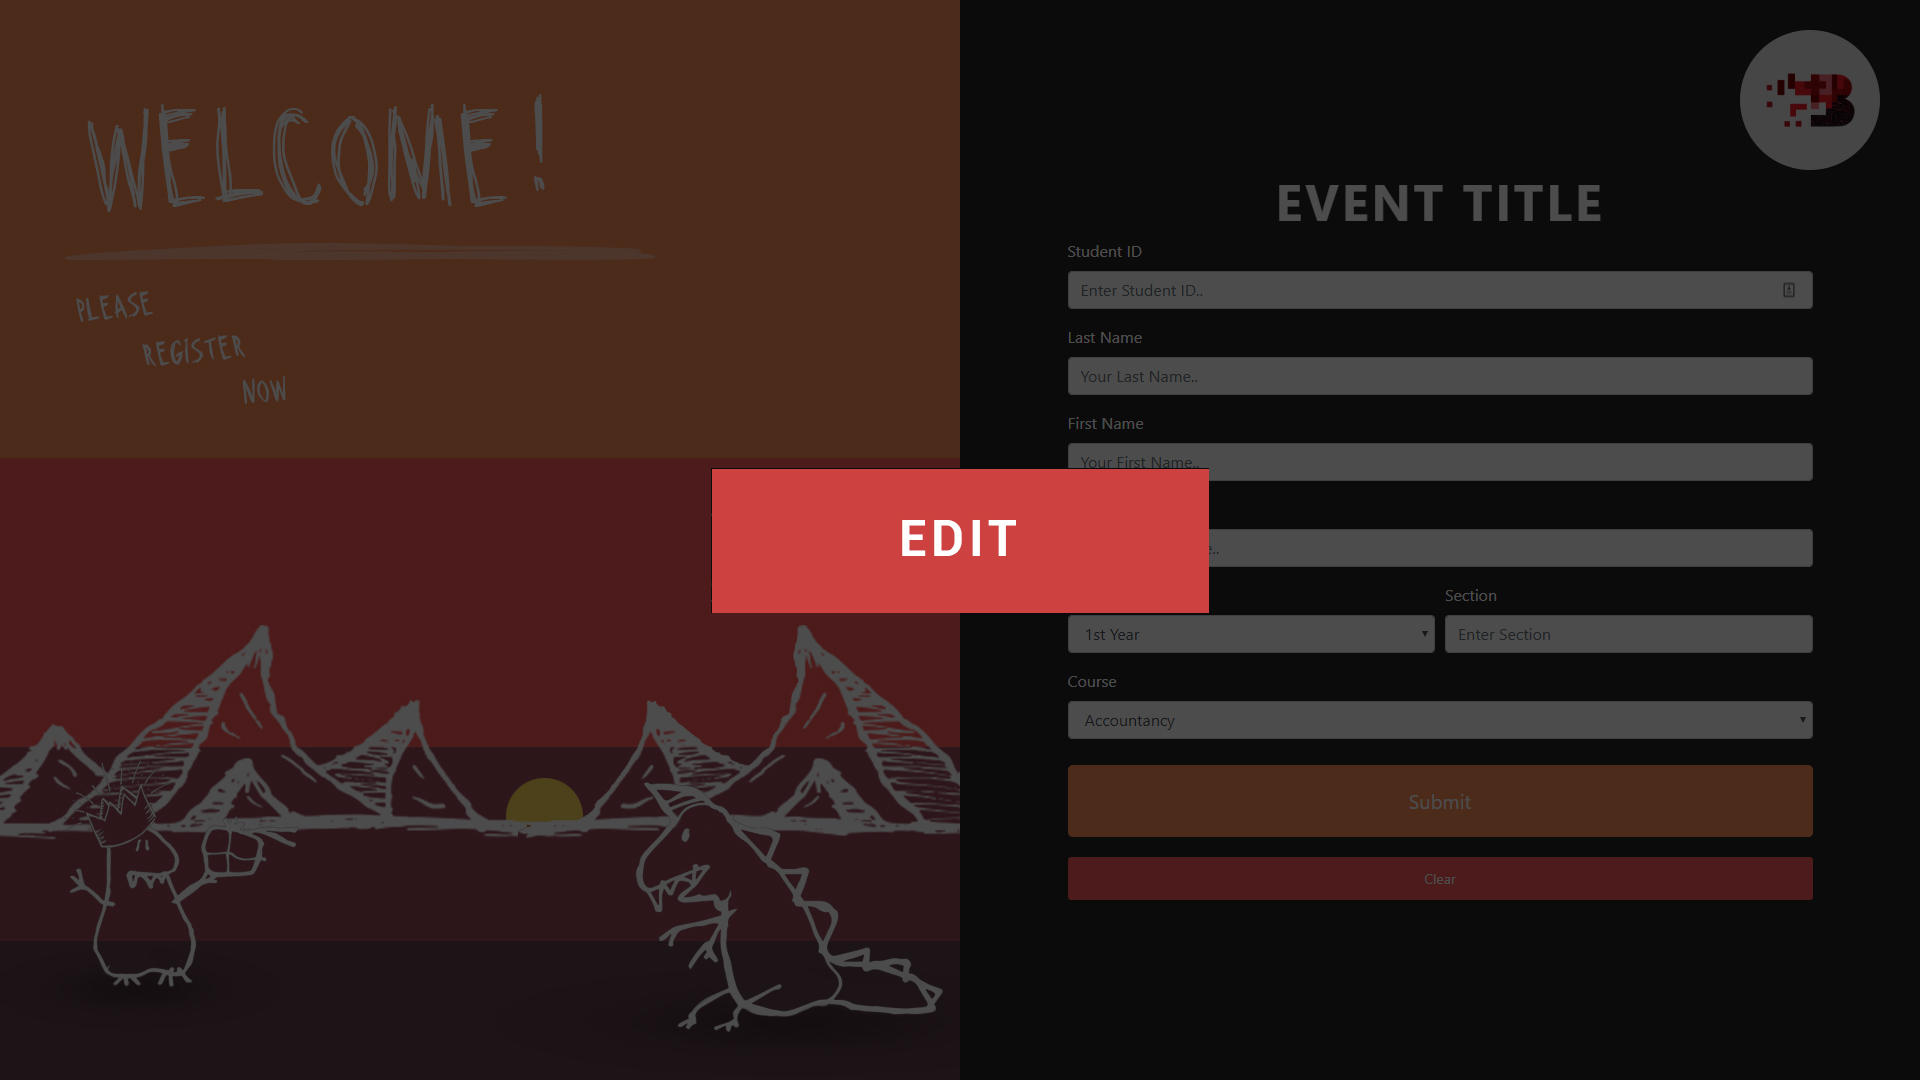 WELCOME!
PLEASE
REGISTER
NOW
B
EVENT TITLE
Student ID
Enter Student ID..
Last Name
Your Last Name..
First Name
Your First Name..
EDIT
Section
1st Year
Enter Section
Course
Accountancy
Submit
Clear